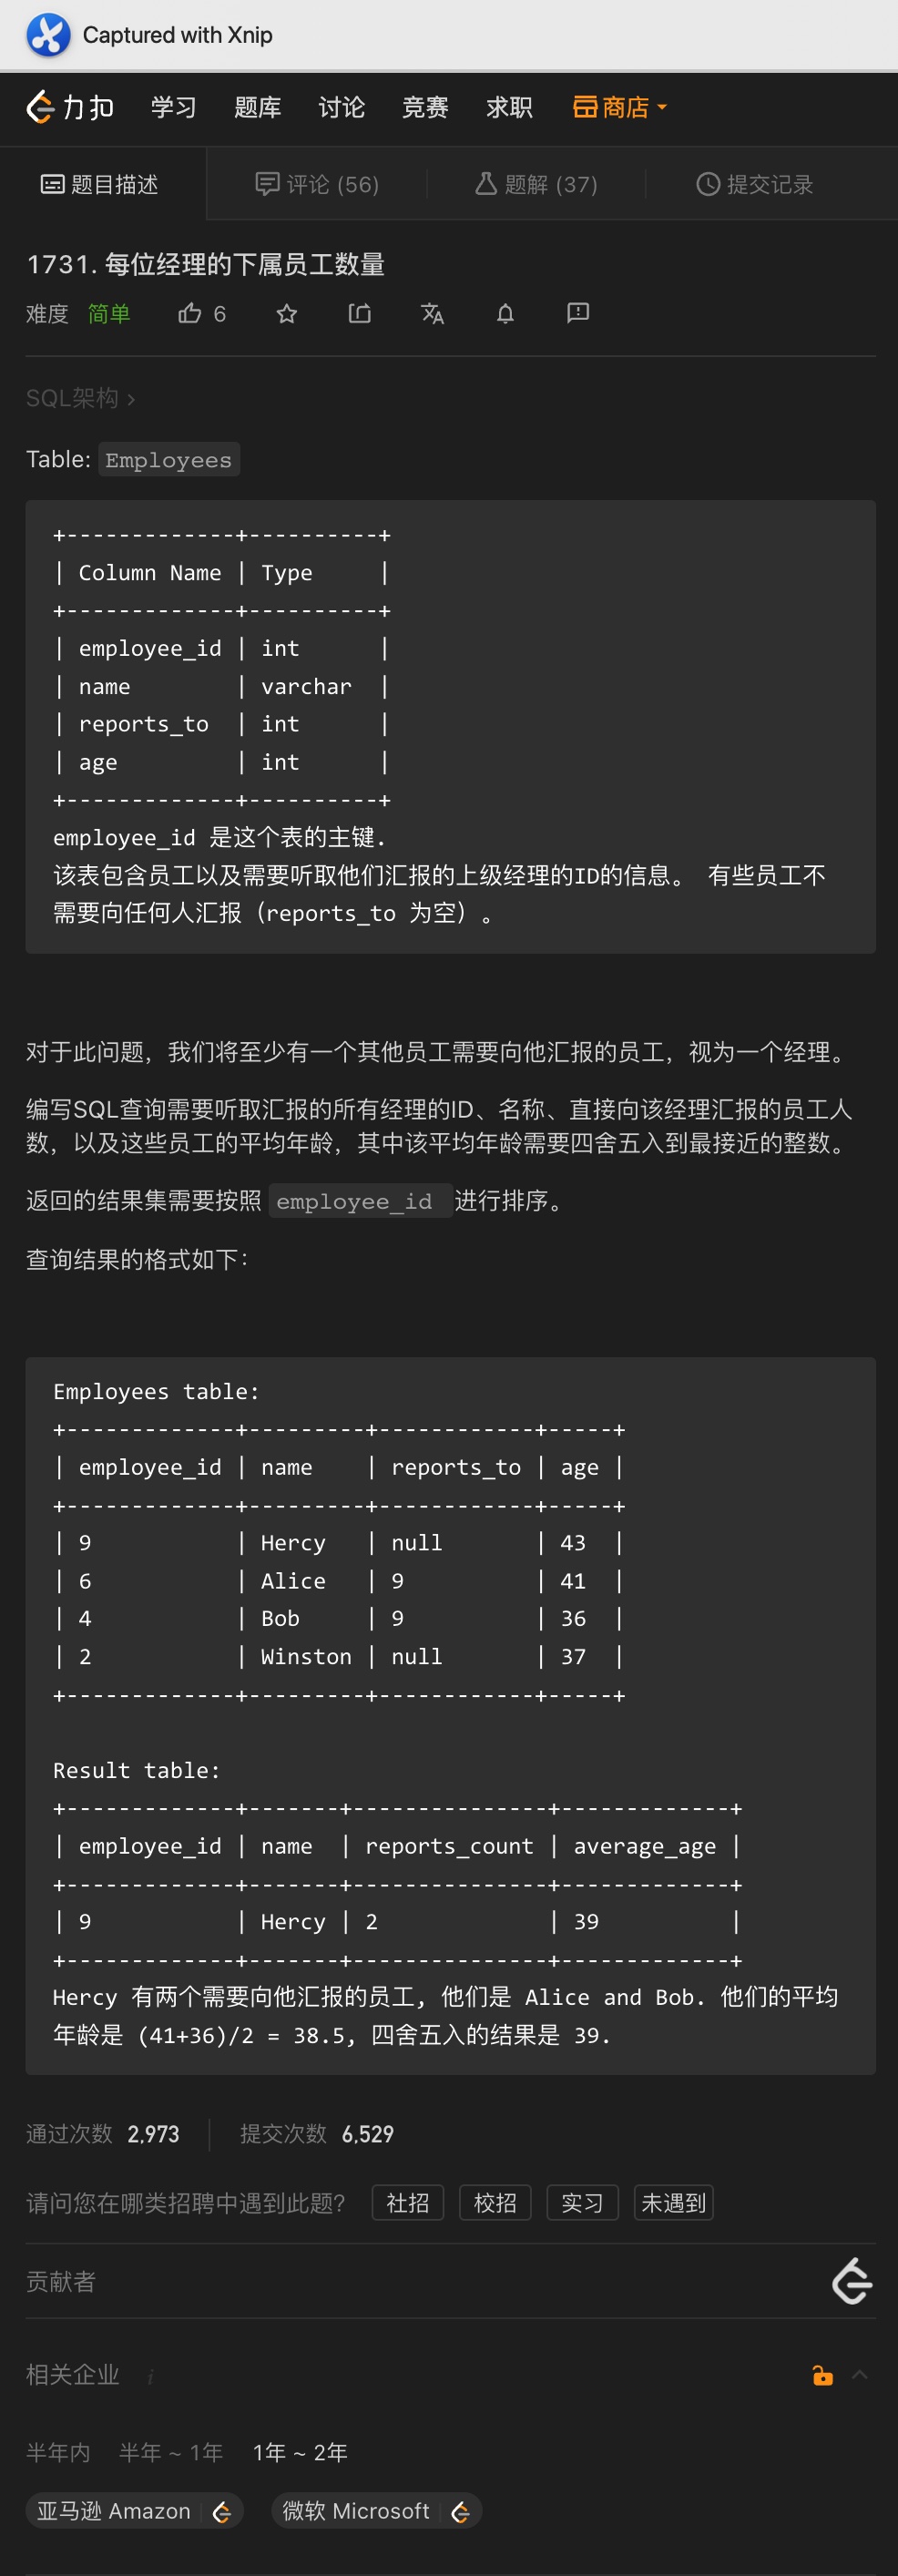 Captured with Xnip
力扣 学习 题库 讨论 竞赛 求职 商店
题目描述 评论 (56) 题解 (37) 提交记录
1731. 每位经理的下属员工数量
难度 简单 6
SQL架构 ›
Table: Employees
+-------------+----------+
| Column Name | Type     |
+-------------+----------+
| employee_id | int      |
| name        | varchar  |
| reports_to  | int      |
| age         | int      |
+-------------+----------+
employee_id 是这个表的主键.
该表包含员工以及需要听取他们汇报的上级经理的ID的信息。 有些员工不
需要向任何人汇报（reports_to 为空）。
对于此问题，我们将至少有一个其他员工需要向他汇报的员工，视为一个经理。
编写SQL查询需要听取汇报的所有经理的ID、名称、直接向该经理汇报的员工人
数，以及这些员工的平均年龄，其中该平均年龄需要四舍五入到最接近的整数。
返回的结果集需要按照 employee_id 进行排序。
查询结果的格式如下：
Employees table:
+-------------+---------+------------+-----+
| employee_id | name    | reports_to | age |
+-------------+---------+------------+-----+
| 9           | Hercy   | null       | 43  |
| 6           | Alice   | 9          | 41  |
| 4           | Bob     | 9          | 36  |
| 2           | Winston | null       | 37  |
+-------------+---------+------------+-----+
Result table:
+-------------+-------+---------------+-------------+
| employee_id | name  | reports_count | average_age |
+-------------+-------+---------------+-------------+
| 9           | Hercy | 2             | 39          |
+-------------+-------+---------------+-------------+
Hercy 有两个需要向他汇报的员工, 他们是 Alice and Bob. 他们的平均
年龄是 (41+36)/2 = 38.5, 四舍五入的结果是 39.
通过次数 2,973 提交次数 6,529
请问您在哪类招聘中遇到此题? 社招 校招 实习 未遇到
贡献者
相关企业 i
半年内 半年 ~ 1年 1年 ~ 2年
亚马逊 Amazon 微软 Microsoft